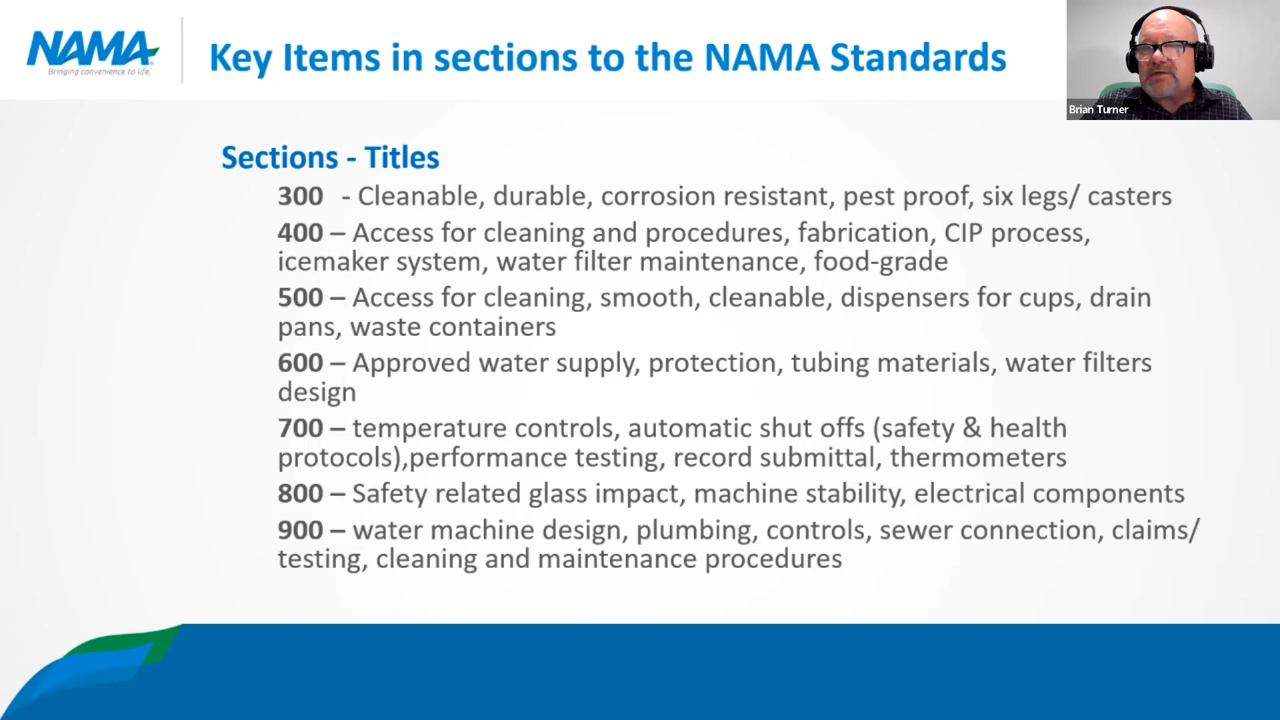 NAMA
Bringing convenience to life.
Key Items in sections to the NAMA Standards
Brian Turner
Sections - Titles
300 - Cleanable, durable, corrosion resistant, pest proof, six legs/ casters
400 – Access for cleaning and procedures, fabrication, CIP process,
icemaker system, water filter maintenance, food-grade
500 – Access for cleaning, smooth, cleanable, dispensers for cups, drain
pans, waste containers
600 – Approved water supply, protection, tubing materials, water filters
design
700 – temperature controls, automatic shut offs (safety & health
protocols),performance testing, record submittal, thermometers
800 – Safety related glass impact, machine stability, electrical components
900 – water machine design, plumbing, controls, sewer connection, claims/
testing, cleaning and maintenance procedures